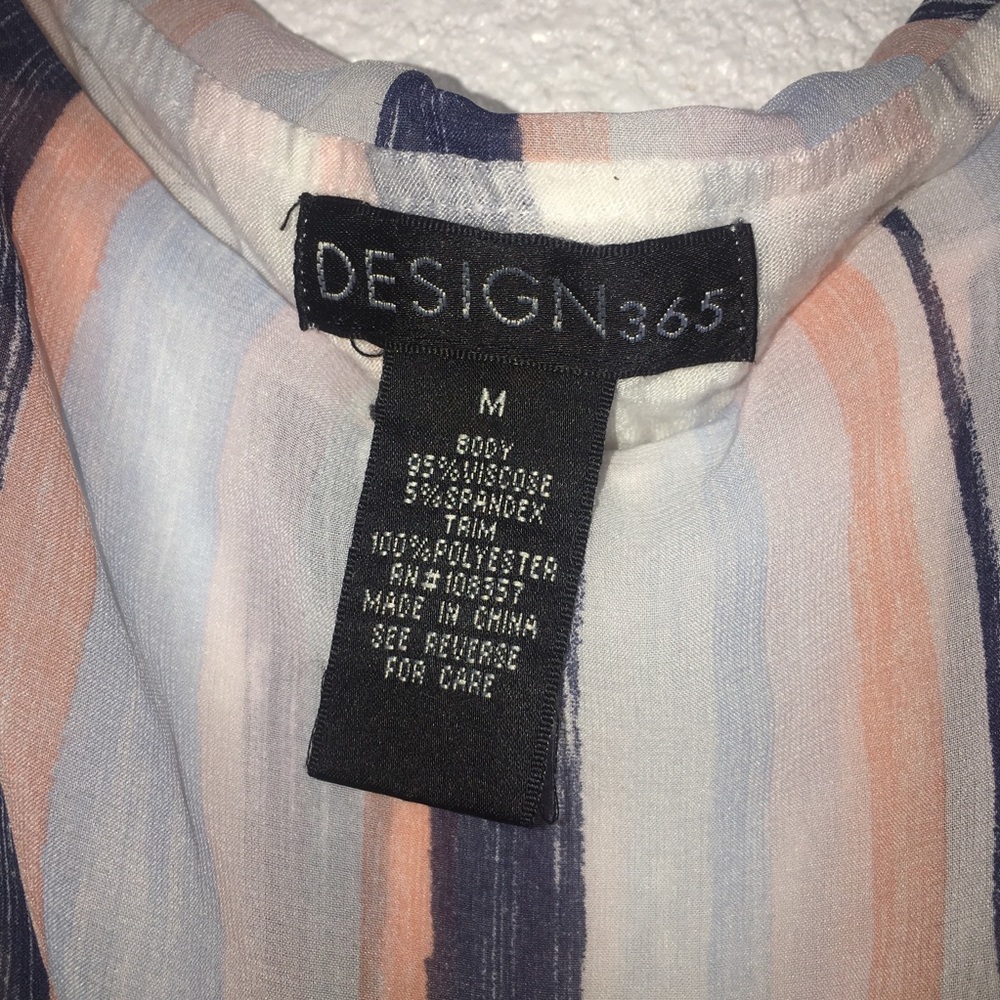 DESIGN365
M
BODY
95%VISCOSE
5%SPANDEX
TRIM
100%POLYESTER
RN#108357
MADE IN CHINA
SEE REVERSE
FOR CARE